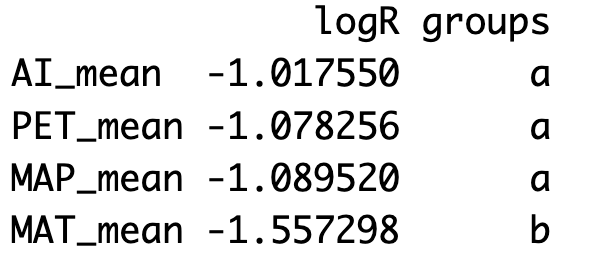 logR groups
AI_mean -1.017550 a
PET_mean -1.078256 a
MAP_mean -1.089520 a
MAT_mean -1.557298 b